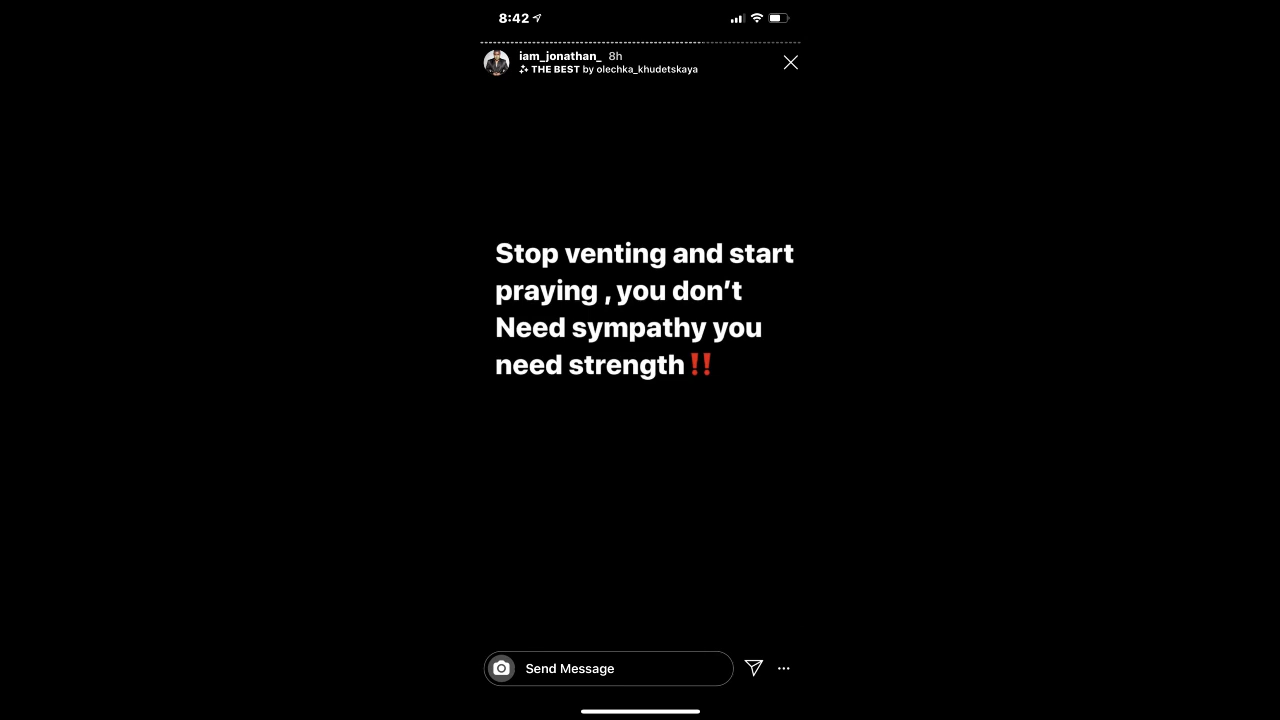 8:42
iam_jonathan_ 8h
THE BEST by olechka_khudetskaya
Stop venting and start
praying , you don’t
Need sympathy you
need strength‼️
Send Message